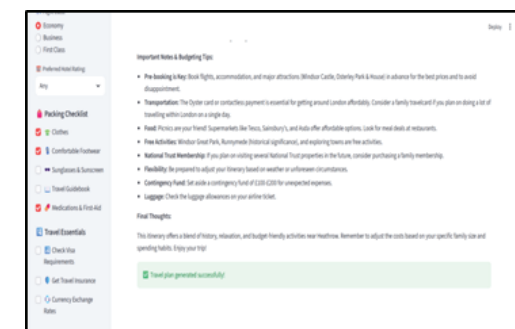 Economy
Business
First Class
Preferred Hotel Rating:
Any
Packing Checklist
Clothes
Comfortable Footwear
Sunglasses & Sunscreen
Travel Guidebook
Medications & First-Aid
Travel Essentials
Check Visa
Requirements
Get Travel Insurance
Currency Exchange
Rates
Deploy
Important Notes & Budgeting Tips:
• Pre-booking is Key: Book flights, accommodation, and major attractions (Windsor Castle, Osterley Park & House) in advance for the best prices and to avoid
disappointment.
• Transportation: The Oyster card or contactless payment is essential for getting around London affordably. Consider a family travelcard if you plan on doing a lot of
travelling within London on a single day.
• Food: Picnics are your friend! Supermarkets like Tesco, Sainsbury's, and Asda offer affordable options. Look for meal deals at restaurants.
• Free Activities: Windsor Great Park, Runnymede (historical significance), and exploring towns are free activities.
• National Trust Membership: If you plan on visiting several National Trust properties in the future, consider purchasing a family membership.
• Flexibility: Be prepared to adjust your itinerary based on weather or unforeseen circumstances.
• Contingency Fund: Set aside a contingency fund of £100-£200 for unexpected expenses.
• Luggage: Check the luggage allowances on your airline ticket.
Final Thoughts:
This itinerary offers a blend of history, relaxation, and budget-friendly activities near Heathrow. Remember to adjust the costs based on your specific family size and
spending habits. Enjoy your trip!
Travel plan generated successfully!